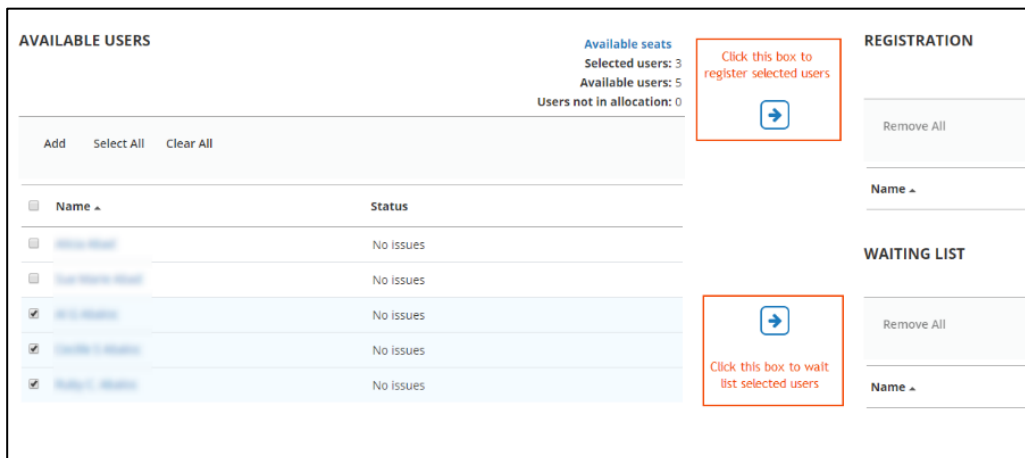 AVAILABLE USERS
Available seats
Selected users: 3
Available users: 5
Users not in allocation: 0
Add Select All Clear All
Name Status
No issues
No issues
No issues
No issues
No issues
Click this box to
register selected users
Click this box to wait
list selected users
REGISTRATION
Remove All
Name
WAITING LIST
Remove All
Name